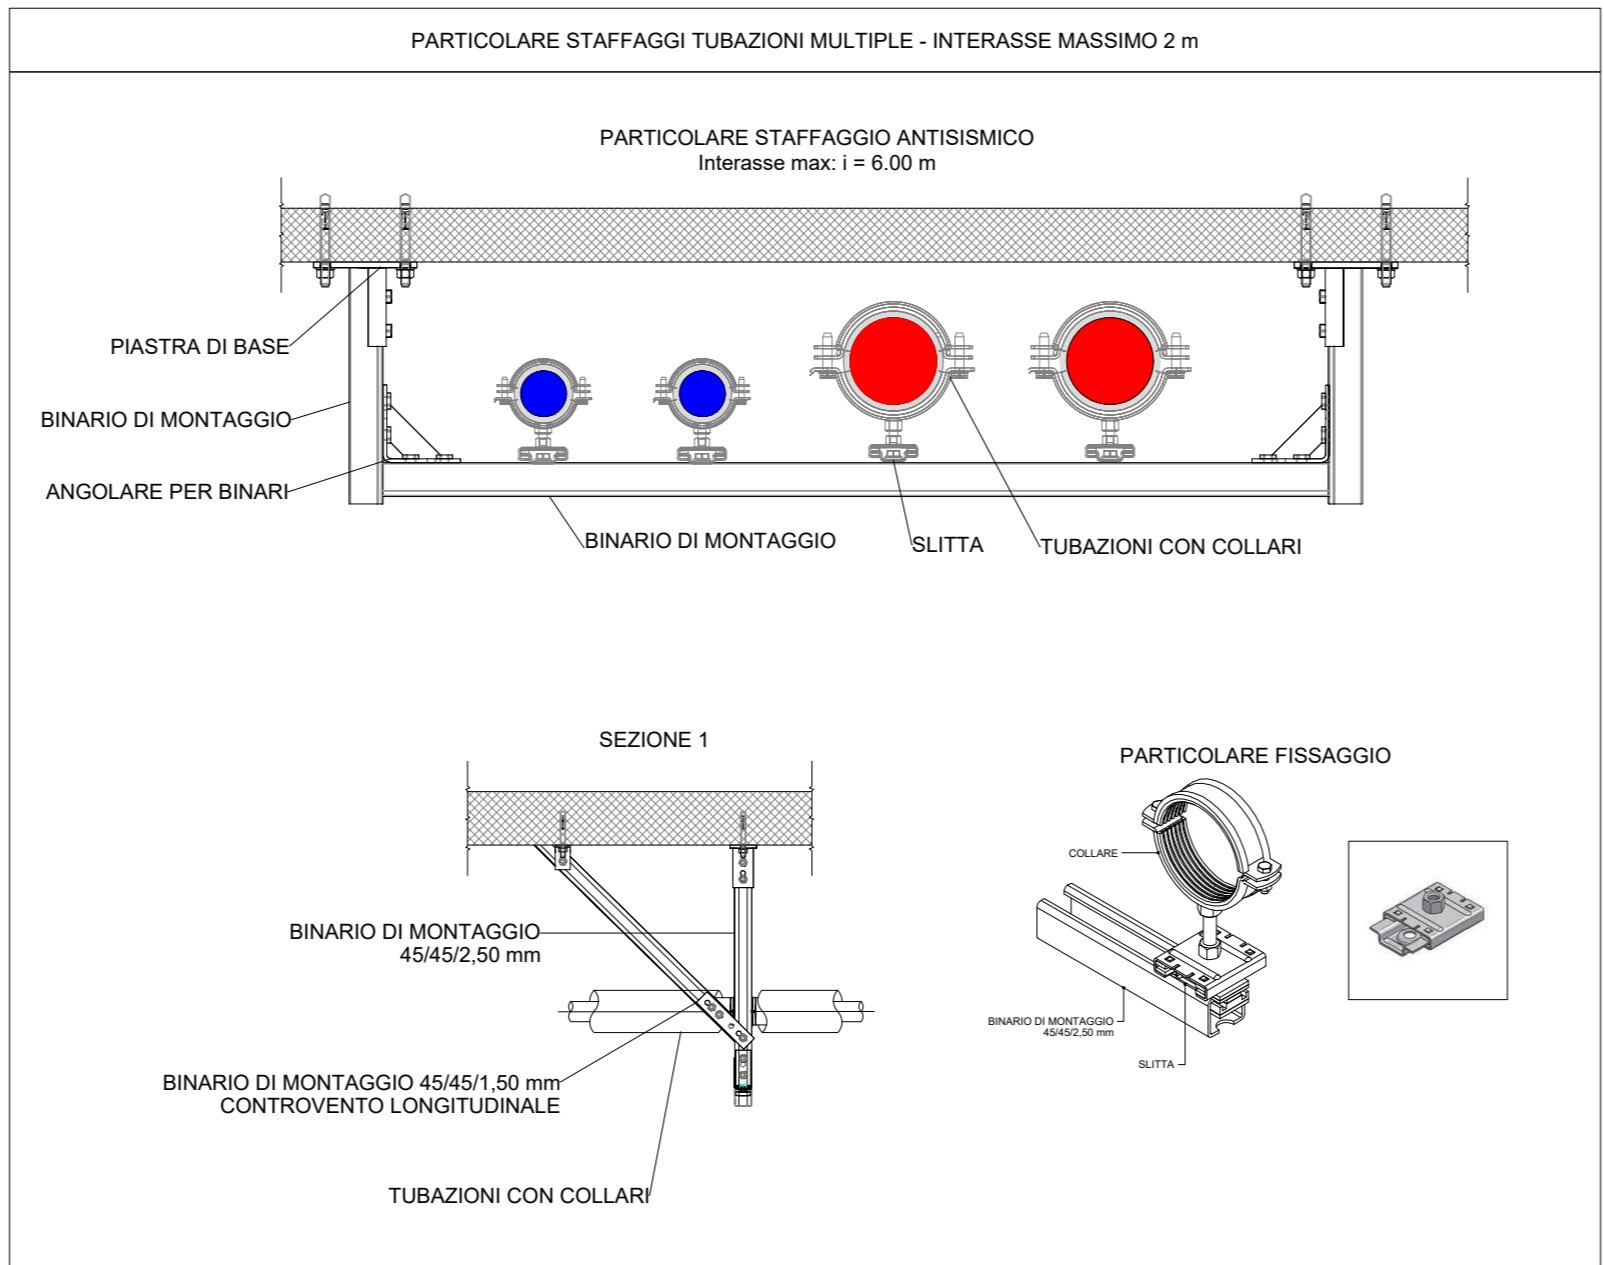 PARTICOLARE STAFFAGGI TUBAZIONI MULTIPLE - INTERASSE MASSIMO 2 m
PARTICOLARE STAFFAGGIO ANTISISMICO
Interasse max: i = 6.00 m
PIASTRA DI BASE
BINARIO DI MONTAGGIO
ANGOLARE PER BINARI
BINARIO DI MONTAGGIO
SLITTA
TUBAZIONI CON COLLARI
SEZIONE 1
BINARIO DI MONTAGGIO
45/45/2,50 mm
BINARIO DI MONTAGGIO 45/45/1,50 mm
CONTROVENTO LONGITUDINALE
TUBAZIONI CON COLLARI
PARTICOLARE FISSAGGIO
COLLARE
BINARIO DI MONTAGGIO
45/45/2,50 mm
SLITTA